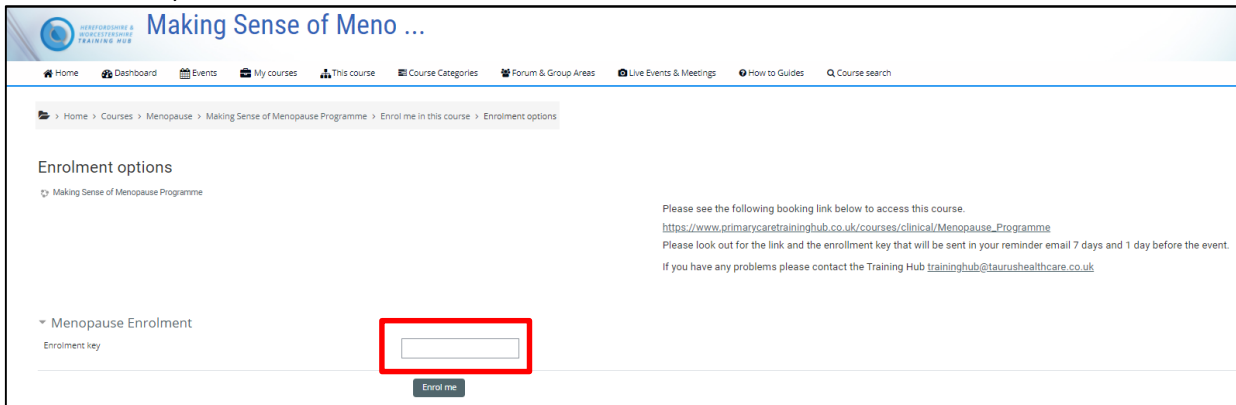 HEREFORDSHIRE &
WORCESTERSHIRE
TRAINING HUB
Making Sense of Meno ...
Home Dashboard Events My courses This course Course Categories Forum & Group Areas Live Events & Meetings How to Guides Course search
> Home > Courses > Menopause > Making Sense of Menopause Programme > Enrol me in this course > Enrolment options
Enrolment options
Making Sense of Menopause Programme
Please see the following booking link below to access this course.
https://www.primarycaretraininghub.co.uk/courses/clinical/Menopause_Programme
Please look out for the link and the enrollment key that will be sent in your reminder email 7 days and 1 day before the event.
If you have any problems please contact the Training Hub traininghub@taurushealthcare.co.uk
Menopause Enrolment
Enrolment key
Enrol me